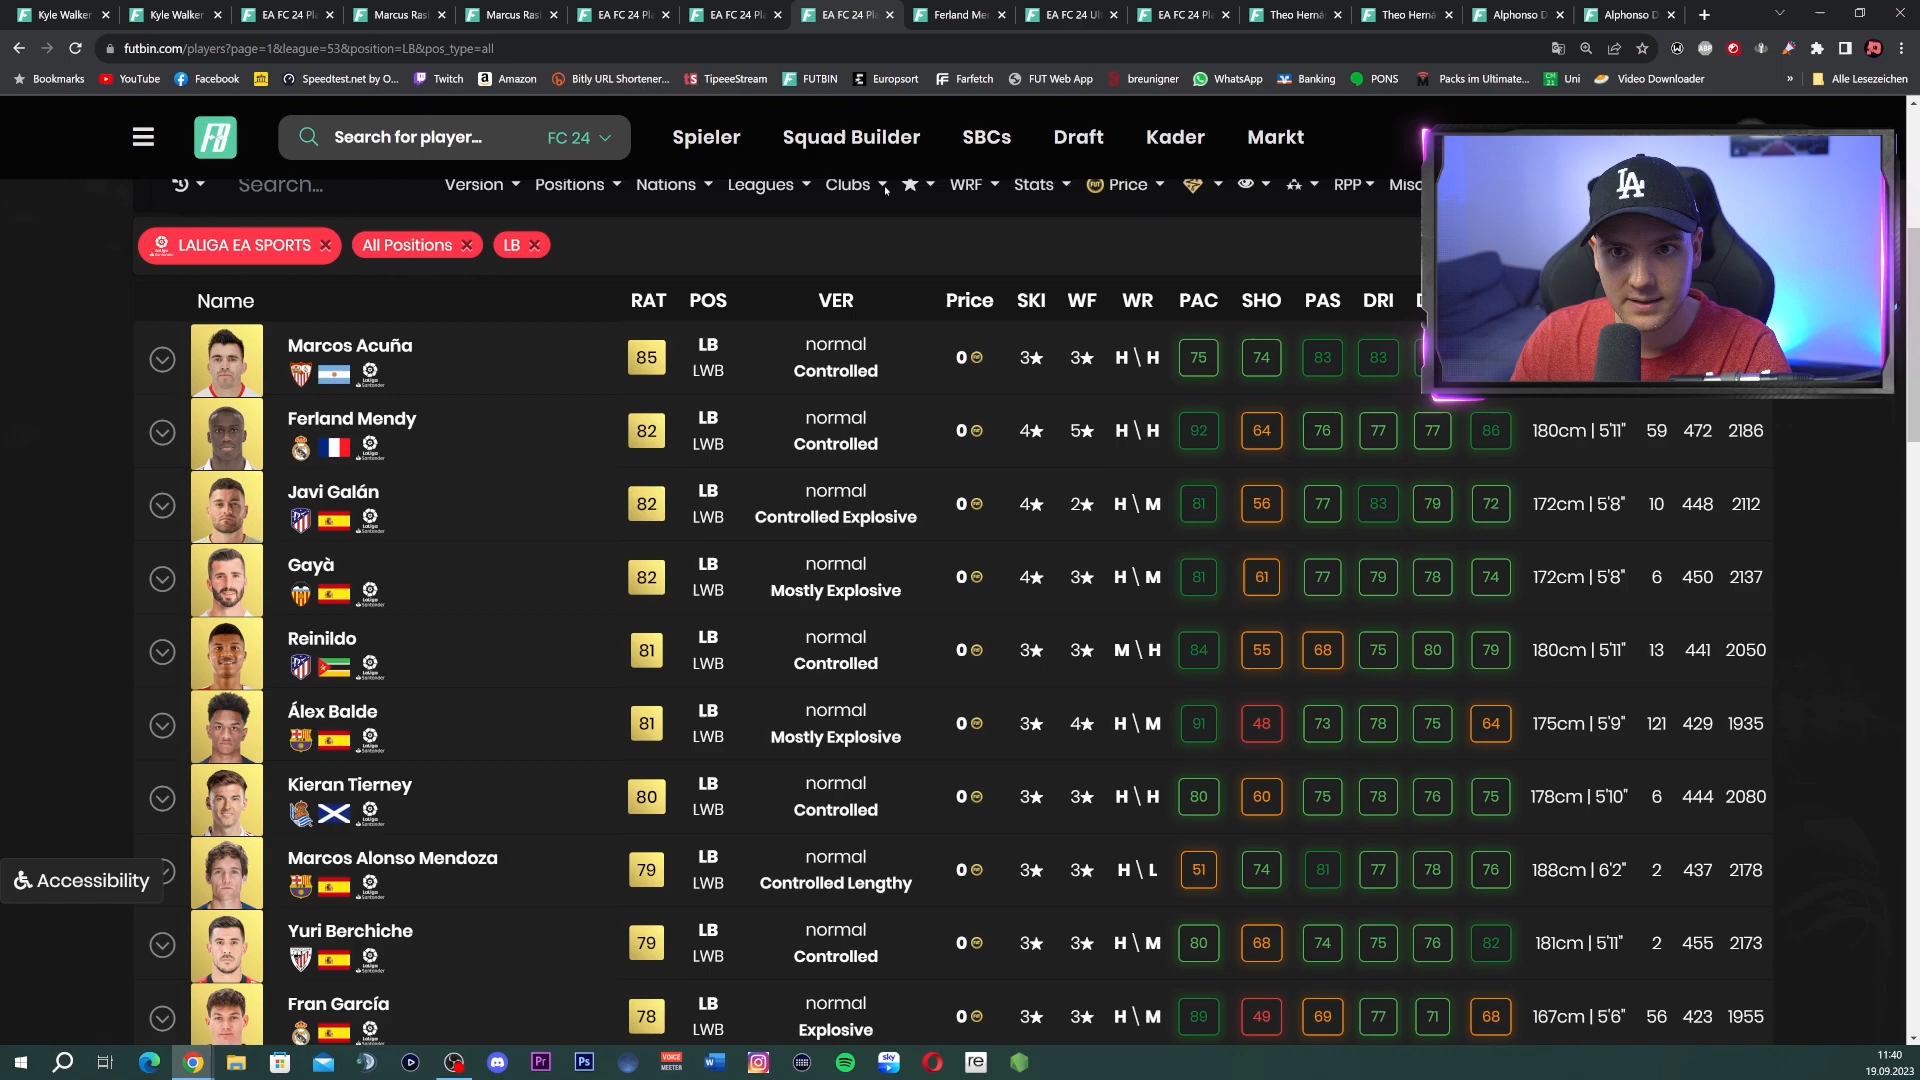 Kyle Walker
Kyle Walker
EA FC 24 Pl
Marcus Ras
Marcus Ras
EA FC 24 Pl
EA FC 24 Pl
EA FC 24 Pl
Ferland Me
EA FC 24 Ul
EA FC 24 Pl
Theo Herná
Theo Herná
Alphonso D
Alphonso D
futbin.com/players?page=1&league=53&position=LB&pos_type=all
Bookmarks YouTube Facebook Speedtest.net by O... Twitch Amazon Bitly URL Shortener... TipeeeStream FUTBIN Europsort Farfetch FUT Web App breunigner WhatsApp Banking PONS Packs im Ultimate... Uni Video Downloader » Alle Lesezeichen
FB Search for player... FC 24 Spieler Squad Builder SBCs Draft Kader Markt
Search... Version Positions Nations Leagues Clubs WRF Stats Price RPP Misc
LALIGA EA SPORTS × All Positions × LB ×
Name RAT POS VER Price SKI WF WR PAC SHO PAS DRI
Marcos Acuña 85 LB LWB normal Controlled 0 3★ 3★ H \ H 75 74 83 83
Ferland Mendy 82 LB LWB normal Controlled 0 4★ 5★ H \ H 92 64 76 77 77 86 180cm | 5'11" 59 472 2186
Javi Galán 82 LB LWB normal Controlled Explosive 0 4★ 2★ H \ M 81 56 77 83 79 72 172cm | 5'8" 10 448 2112
Gayà 82 LB LWB normal Mostly Explosive 0 4★ 3★ H \ M 81 61 77 79 78 74 172cm | 5'8" 6 450 2137
Reinildo 81 LB LWB normal Controlled 0 3★ 3★ M \ H 84 55 68 75 80 79 180cm | 5'11" 13 441 2050
Álex Balde 81 LB LWB normal Mostly Explosive 0 3★ 4★ H \ M 91 48 73 78 75 64 175cm | 5'9" 121 429 1935
Kieran Tierney 80 LB LWB normal Controlled 0 3★ 3★ H \ H 80 60 75 78 76 75 178cm | 5'10" 6 444 2080
Marcos Alonso Mendoza 79 LB LWB normal Controlled Lengthy 0 3★ 3★ H \ L 51 74 81 77 78 76 188cm | 6'2" 2 437 2178
Accessibility
Yuri Berchiche 79 LB LWB normal Controlled 0 3★ 3★ H \ M 80 68 74 75 76 82 181cm | 5'11" 2 455 2173
Fran García 78 LB LWB normal Explosive 0 3★ 3★ H \ M 89 49 69 77 71 68 167cm | 5'6" 56 423 1955
LA
11:40
19.09.2023